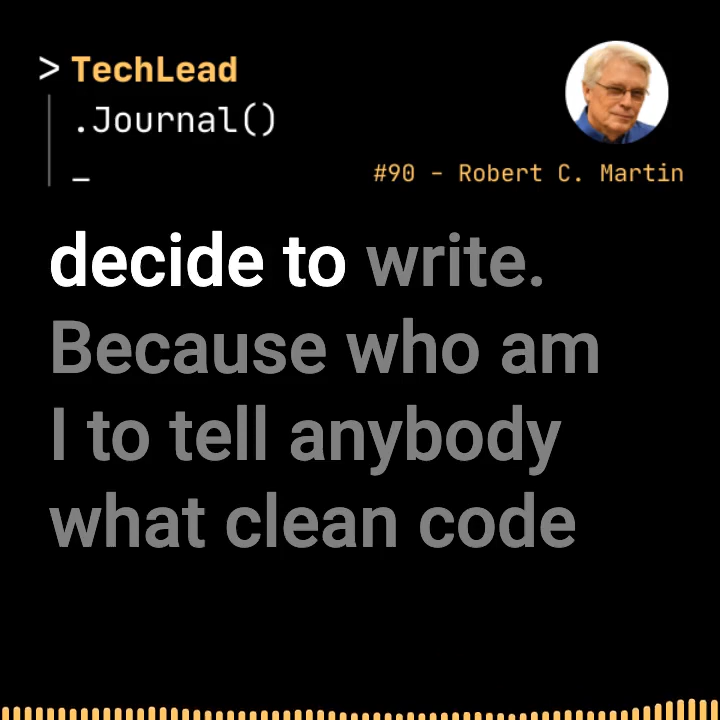 > TechLead
.Journal()
_
#90 – Robert C. Martin
decide to write.
Because who am
I to tell anybody
what clean code